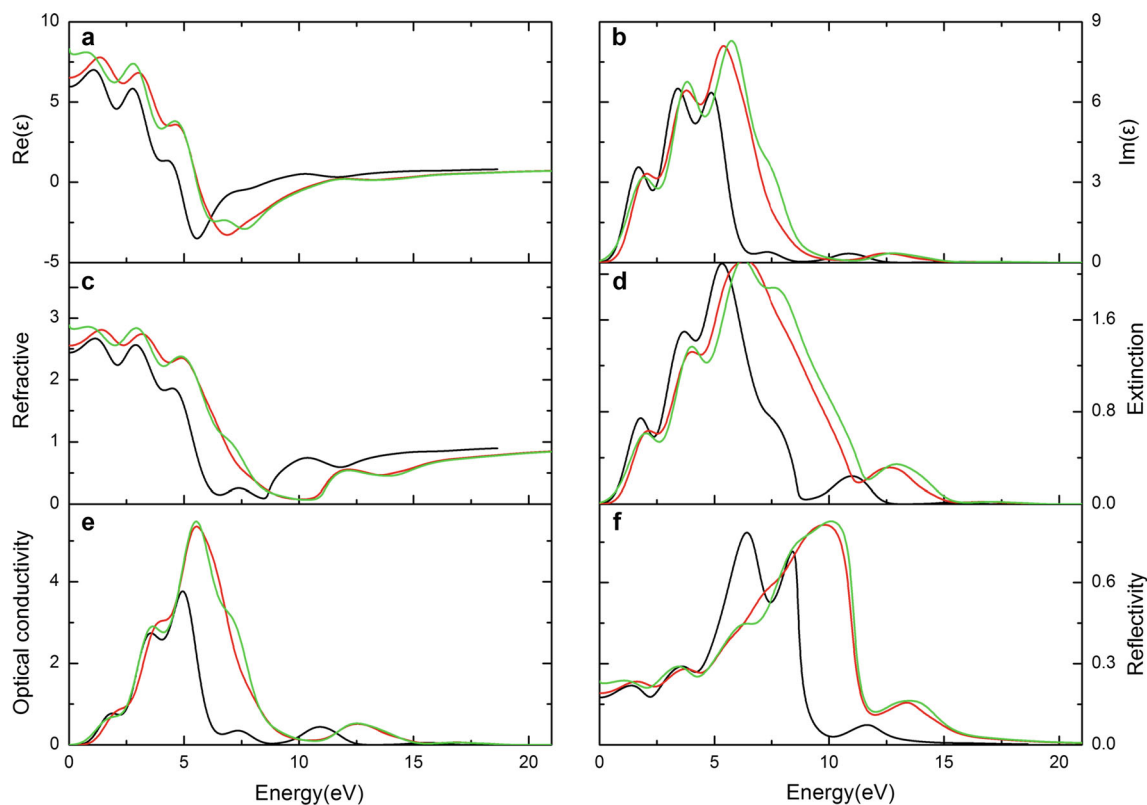 a
10
5
0
-5
Re(ε)
b
9
6
3
0
Im(ε)
c
3
2
1
0
Refractive
d
1.6
0.8
0.0
Extinction
e
4
2
0
Optical conductivity
f
0.6
0.3
0.0
Reflectivity
0 5 10 15 20
0 5 10 15 20
Energy(eV)
Energy(eV)